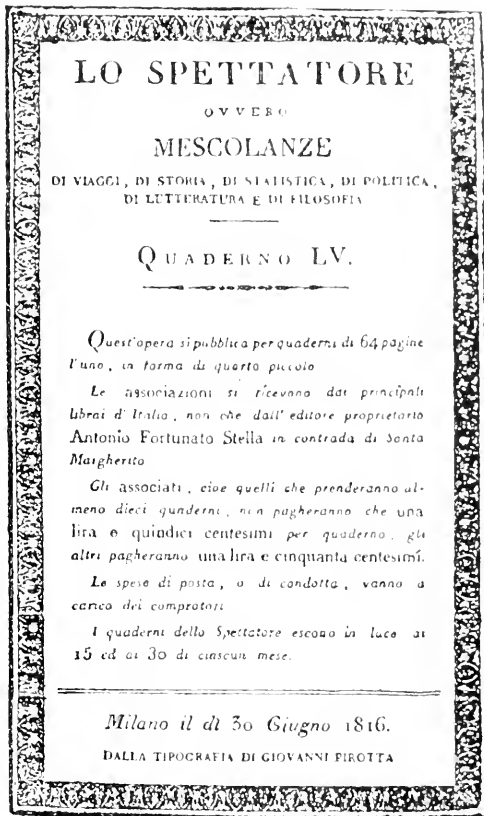 LO SPETTATORE
OVVERO
MESCOLANZE
DI VIAGGI, DI STORIA, DI STATISTICA, DI POLITICA,
DI LETTERATURA E DI FILOSOFIA
QUADERNO LV.
Quest'opera si pubblica per quaderni di 64 pagine
l'uno, in forma di quarto piccolo
Le associazioni si ricevono dai principali
librai d'Italia, non che dall'editore proprietario
Antonio Fortunato Stella in contrada di Santa
Margherita
Gli associati, cioe quelli che prenderanno al-
meno dieci quaderni, non pagheranno che una
lira e quindici centesimi per quaderno, gli
altri pagheranno una lira e cinquanta centesimi.
Le spese di posta, o di condotta, vanno a
carico dei compratori
I quaderni dello Spettatore escono in luce ai
15 ed ai 30 di ciascun mese.
Milano il dì 30 Giugno 1816.
DALLA TIPOGRAFIA DI GIOVANNI PIROTTA